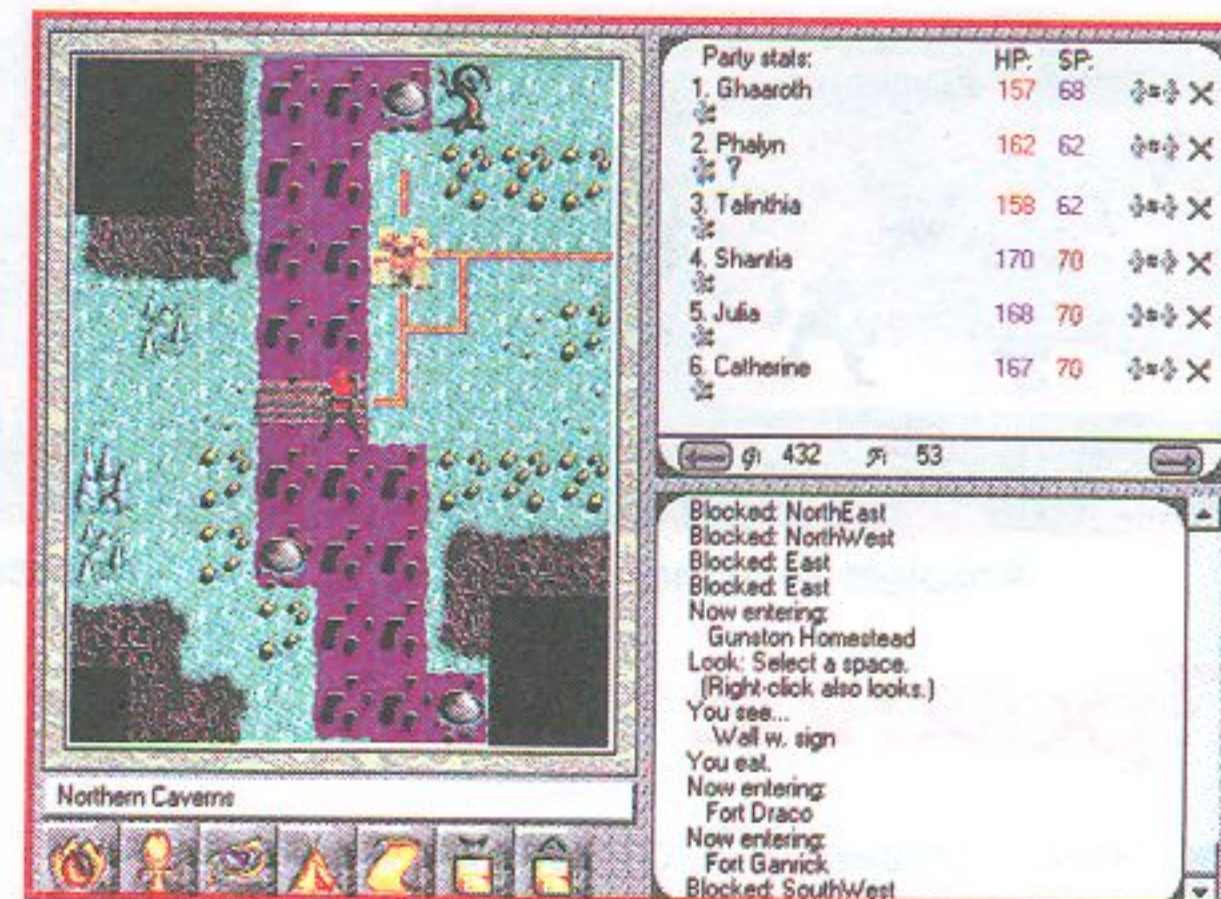 Party stats: HP: SP:
1. Ghaaroth 157 68
2. Phalyn 162 62
?
3. Talinthia 158 62
4. Shantia 170 70
5. Julia 168 70
6. Catherine 167 70
432 53
Blocked: NorthEast
Blocked: NorthWest
Blocked: East
Blocked: East
Now entering:
Gunston Homestead
Look: Select a space.
(Right-click also looks.)
You see...
Wall w. sign
You eat.
Now entering:
Fort Draco
Now entering:
Fort Ganrick
Blocked: SouthWest
Northern Caverns